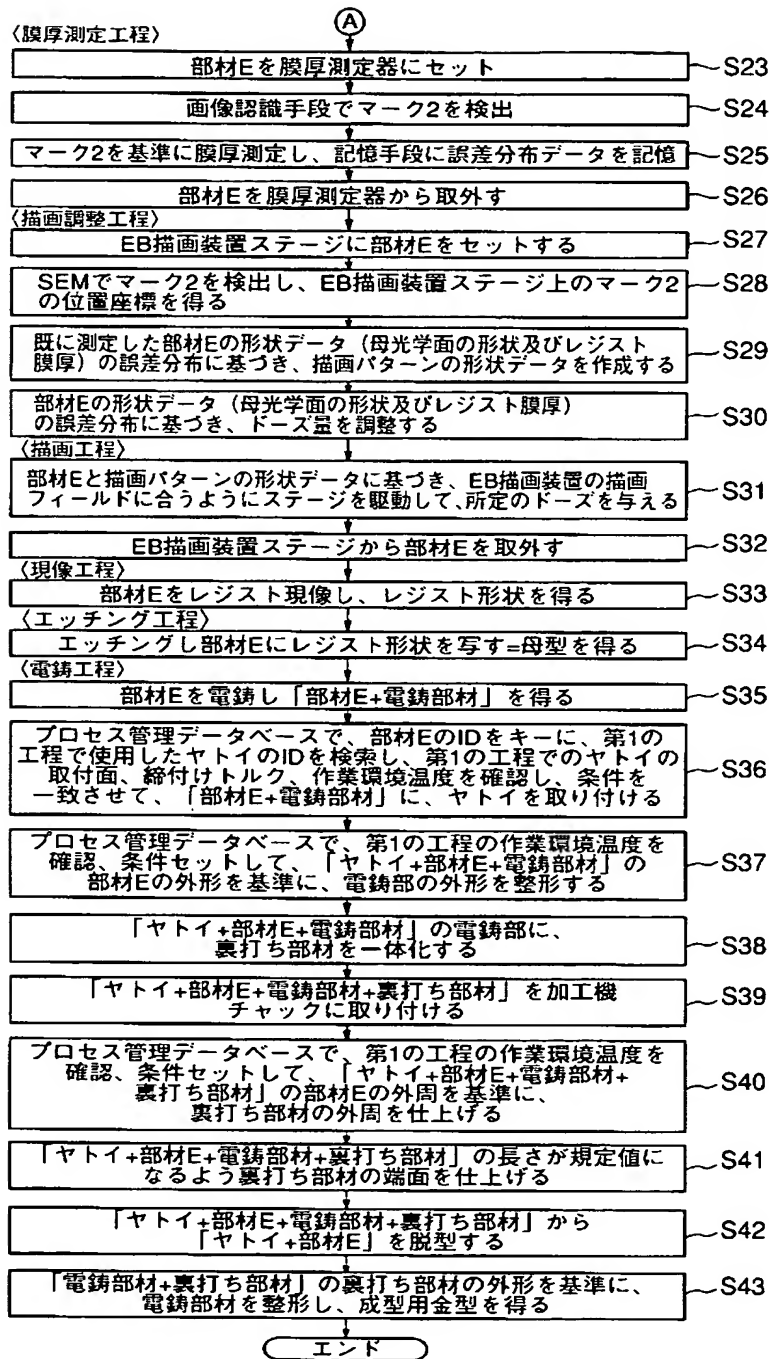 A
〈膜厚測定工程〉
部材Eを膜厚測定器にセット
S23
画像認識手段でマーク2を検出
S24
マーク2を基準に膜厚測定し、記憶手段に誤差分布データを記憶
S25
部材Eを膜厚測定器から取外す
S26
〈描画調整工程〉
EB描画装置ステージに部材Eをセットする
S27
SEMでマーク2を検出し、EB描画装置ステージ上のマーク2
の位置座標を得る
S28
既に測定した部材Eの形状データ（母光学面の形状及びレジスト
膜厚）の誤差分布に基づき、描画パターンの形状データを作成する
S29
部材Eの形状データ（母光学面の形状及びレジスト膜厚）
の誤差分布に基づき、ドーズ量を調整する
S30
〈描画工程〉
部材Eと描画パターンの形状データに基づき、EB描画装置の描画
フィールドに合うようにステージを駆動して、所定のドーズを与える
S31
EB描画装置ステージから部材Eを取外す
S32
〈現像工程〉
部材Eをレジスト現像し、レジスト形状を得る
S33
〈エッチング工程〉
エッチングし部材Eにレジスト形状を写す=母型を得る
S34
〈電鋳工程〉
部材Eを電鋳し「部材E+電鋳部材」を得る
S35
プロセス管理データベースで、部材EのIDをキーに、第1の
工程で使用したヤトイのIDを検索し、第1の工程でのヤトイの
取付面、締付けトルク、作業環境温度を確認し、条件を
一致させて、「部材E+電鋳部材」に、ヤトイを取り付ける
S36
プロセス管理データベースで、第1の工程の作業環境温度を
確認、条件セットして、「ヤトイ+部材E+電鋳部材」の
部材Eの外形を基準に、電鋳部の外形を整形する
S37
「ヤトイ+部材E+電鋳部材」の電鋳部に、
裏打ち部材を一体化する
S38
「ヤトイ+部材E+電鋳部材+裏打ち部材」を加工機
チャックに取り付ける
S39
プロセス管理データベースで、第1の工程の作業環境温度を
確認、条件セットして、「ヤトイ+部材E+電鋳部材+
裏打ち部材」の部材Eの外周を基準に、
裏打ち部材の外周を仕上げる
S40
「ヤトイ+部材E+電鋳部材+裏打ち部材」の長さが規定値に
なるよう裏打ち部材の端面を仕上げる
S41
「ヤトイ+部材E+電鋳部材+裏打ち部材」から
「ヤトイ+部材E」を脱型する
S42
「電鋳部材+裏打ち部材」の裏打ち部材の外形を基準に、
電鋳部材を整形し、成型用金型を得る
S43
エンド